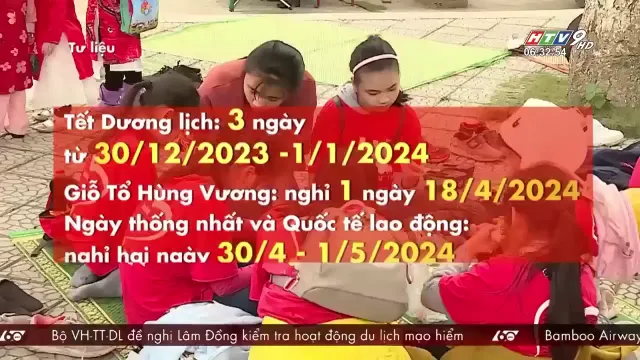 HTV9 HD
06:32:54
Tư liệu
Tết Dương lịch: 3 ngày
từ 30/12/2023 -1/1/2024
Giỗ Tổ Hùng Vương: nghỉ 1 ngày 18/4/2024
Ngày thống nhất và Quốc tế lao động:
nghỉ hai ngày 30/4 - 1/5/2024
60 Bộ VH-TT-DL đề nghị Lâm Đồng kiểm tra hoạt động du lịch mạo hiểm 60 Bamboo Airway